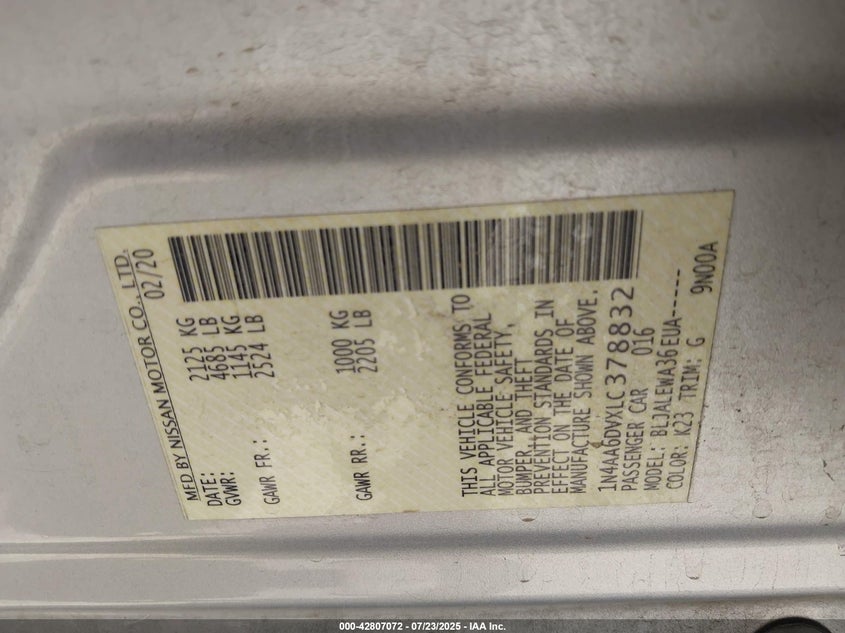 MFD BY NISSAN MOTOR CO., LTD.
DATE: 02/20
GVWR: 2125 KG
4685 LB
GAWR FR.: 1145 KG
2524 LB
GAWR RR.: 1000 KG
2205 LB
THIS VEHICLE CONFORMS TO
ALL APPLICABLE FEDERAL
MOTOR VEHICLE SAFETY,
BUMPER, AND THEFT
PREVENTION STANDARDS IN
EFFECT ON THE DATE OF
MANUFACTURE SHOWN ABOVE.
1N4AA6DVXLC378832
PASSENGER CAR 016
MODEL: BLJALEWA36EUA------
COLOR: K23 TRIM: G 9N00A
000-42807072 - 07/23/2025 - IAA Inc.